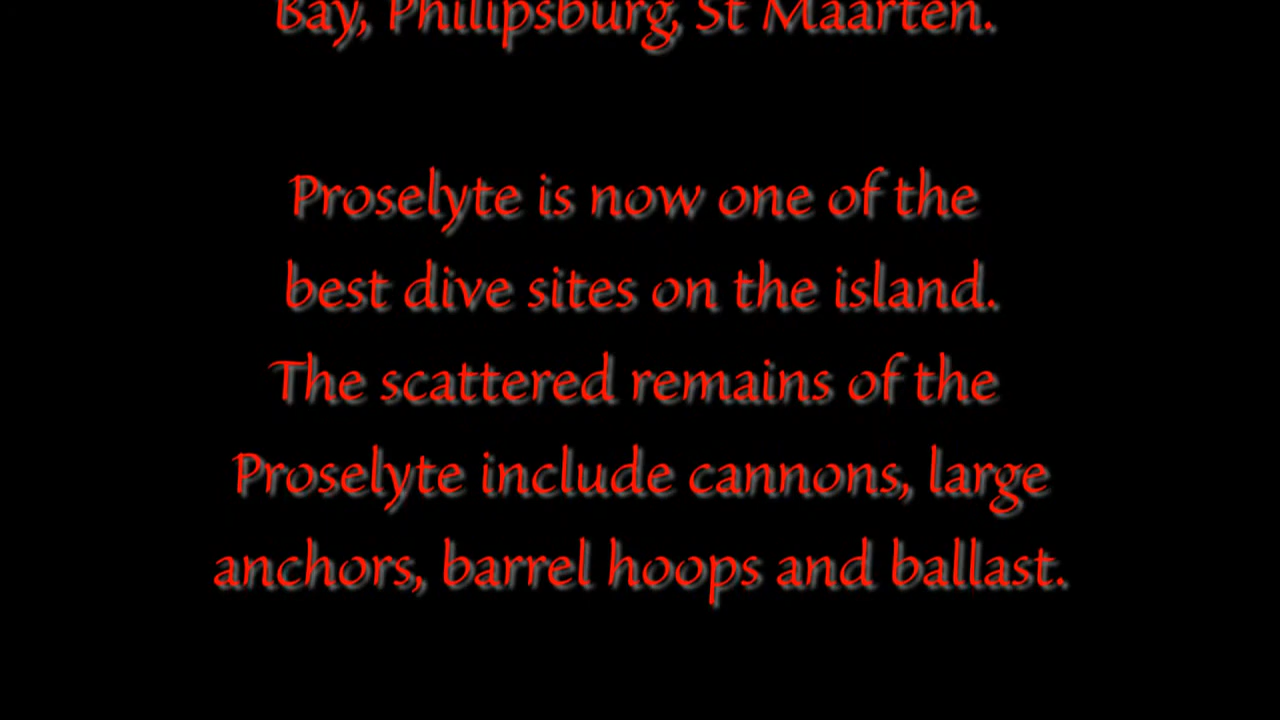 Bay, Philipsburg, St Maarten.
Proselyte is now one of the
best dive sites on the island.
The scattered remains of the
Proselyte include cannons, large
anchors, barrel hoops and ballast.